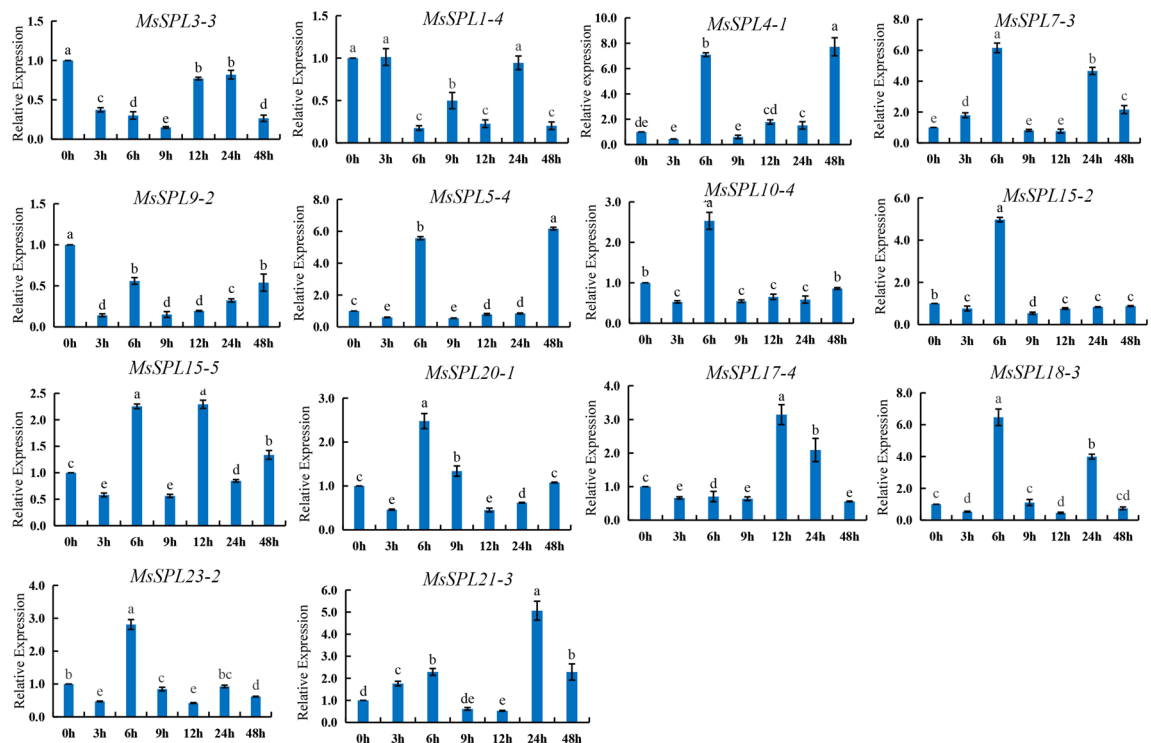 MsSPL3-3
Relative Expression
1.5
1.0
0.5
0.0
a c d e b b d
0h 3h 6h 9h 12h 24h 48h
MsSPL1-4
Relative Expression
1.5
1.0
0.5
0.0
a a c b c a c
0h 3h 6h 9h 12h 24h 48h
MsSPL4-1
Relative expression
10.0
8.0
6.0
4.0
2.0
0.0
de e b e cd c a
0h 3h 6h 9h 12h 24h 48h
MsSPL7-3
Relative Expression
8.0
6.0
4.0
2.0
0.0
e d a e e b c
0h 3h 6h 9h 12h 24h 48h
MsSPL9-2
Relative Expression
1.5
1.0
0.5
0.0
a d b d d c b
0h 3h 6h 9h 12h 24h 48h
MsSPL5-4
Relative Expression
8.0
6.0
4.0
2.0
0.0
c e b e d d a
0h 3h 6h 9h 12h 24h 48h
MsSPL10-4
Relative Expression
3.0
2.0
1.0
0.0
b c a c c c b
0h 3h 6h 9h 12h 24h 48h
MsSPL15-2
Relative Expression
6.0
4.0
2.0
0.0
b c a d c c c
0h 3h 6h 9h 12h 24h 48h
MsSPL15-5
Relative Expression
2.5
2.0
1.5
1.0
0.5
0.0
c e a e a d b
0h 3h 6h 9h 12h 24h 48h
MsSPL20-1
Relative Expression
3.0
2.0
1.0
0.0
c e a b e d c
0h 3h 6h 9h 12h 24h 48h
MsSPL17-4
Relative Expression
4.0
3.0
2.0
1.0
0.0
c e d e a b e
0h 3h 6h 9h 12h 24h 48h
MsSPL18-3
Relative Expression
8.0
6.0
4.0
2.0
0.0
c d a c d b cd
0h 3h 6h 9h 12h 24h 48h
MsSPL23-2
Relative Expression
4.0
3.0
2.0
1.0
0.0
b e a c e bc d
0h 3h 6h 9h 12h 24h 48h
MsSPL21-3
Relative Expression
6.0
5.0
4.0
3.0
2.0
1.0
0.0
d c b de e a b
0h 3h 6h 9h 12h 24h 48h